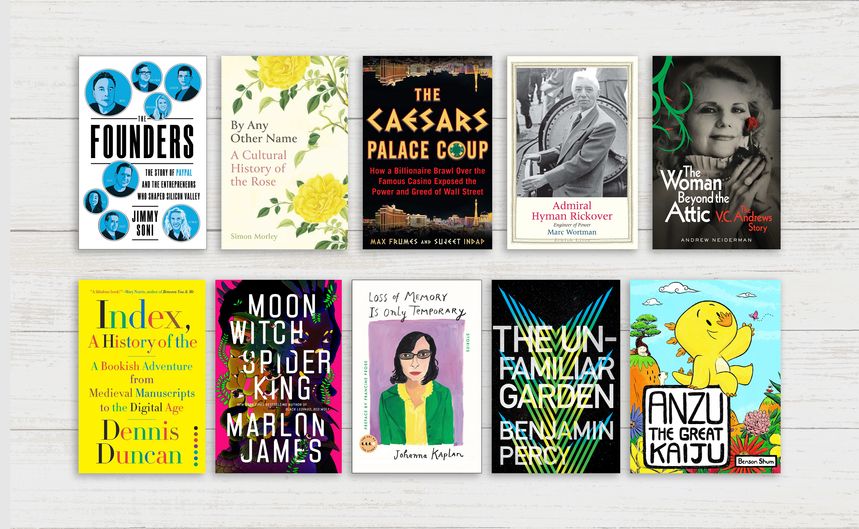 THE
FOUNDERS
THE STORY OF PAYPAL
AND THE ENTREPRENEURS
WHO SHAPED SILICON VALLEY
JIMMY
SONI
By Any
Other Name
A Cultural
History of
the Rose
Simon Morley
THE
CAESARS
PALACE COUP
How a Billionaire Brawl Over the
Famous Casino Exposed the
Power and Greed of Wall Street
MAX FRUMES AND SUJEET INDAP
Admiral
Hyman Rickover
Engineer of Power
Marc Wortman
The
Woman
Beyond the
Attic
The
V.C. Andrews
Story
ANDREW NEIDERMAN
Index,
A History of the
A Bookish Adventure
from
Medieval Manuscripts
to the Digital Age
Dennis
Duncan
MOON
WITCH
SPIDER
KING
MARLON
JAMES
LOSS of MEMORY
IS ONLY TEMPORARY
STORIES
PREFACE BY FRANCINE PROSE
Johanna Kaplan
THE UN-
FAMILIAR
GARDEN
BENJAMIN
PERCY
ANZU
THE GREAT
KAIJU
Benson Shum